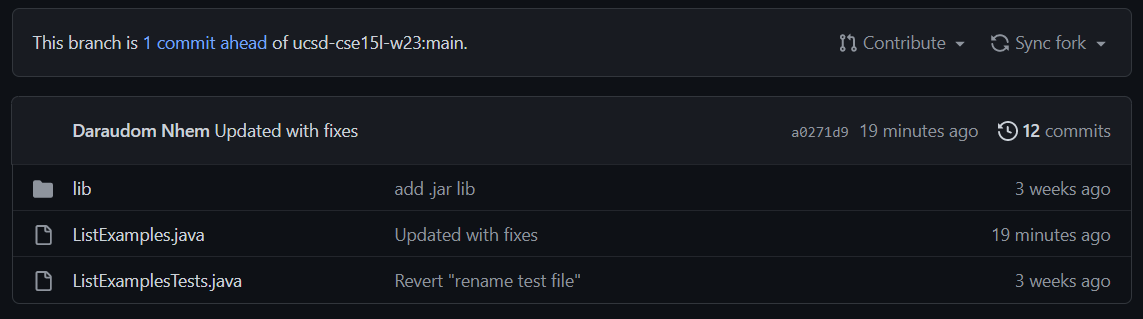 This branch is 1 commit ahead of ucsd-cse15l-w23:main. Contribute Sync fork
Daraudom Nhem Updated with fixes a0271d9 19 minutes ago 12 commits
lib add .jar lib 3 weeks ago
ListExamples.java Updated with fixes 19 minutes ago
ListExamplesTests.java Revert "rename test file" 3 weeks ago